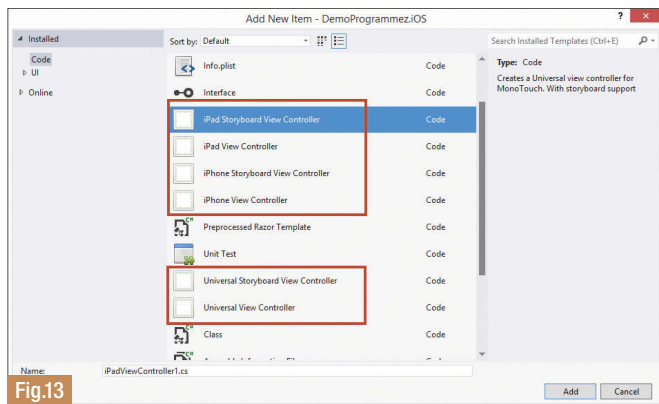 Add New Item - DemoProgrammez.iOS
? ×
Installed
Sort by: Default
Search Installed Templates (Ctrl+E)
Code
UI
Online
Info.plist Code
Interface Code
iPad Storyboard View Controller Code
iPad View Controller Code
iPhone Storyboard View Controller Code
iPhone View Controller Code
Preprocessed Razor Template Code
Unit Test Code
Universal Storyboard View Controller Code
Universal View Controller Code
Class Code
Type: Code
Creates a Universal view controller for
MonoTouch. With storyboard support
Name: iPadViewController1.cs
Add Cancel
Fig.13